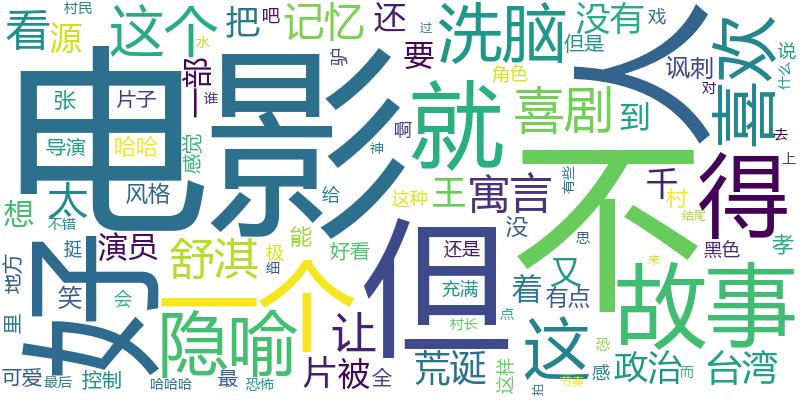 看
源
这个
把
吧
记忆
还
洗脑
过
没有
戏
村民
水
驴
要
但是
喜欢
说
什么
讽刺
对
去
上
人
张
片子
一部
谁
电影
就
角色
喜剧
到
导演
哈哈
感觉
神
啊
不
得
千
村
结尾
太
风格
给
这种
王
寓言
有些
想
不错
没
思
黑色
孝
来
好
挺
演员
舒淇
极
细
能
好看
但
还是
着
又
故事
地方
里
笑
会
一个
充满
有点
隐喻
让
村长
点
这
恐
可爱
最后
控制
哈哈哈
最
恐怖
片
被
全
荒诞
这样
拍
节奏
感
政治
而
台湾